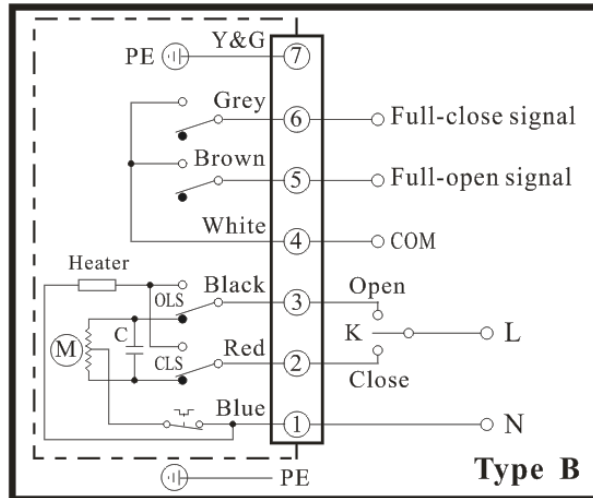 Y&G
PE 7
Grey 6 Full-close signal
Brown 5 Full-open signal
White 4 COM
Heater
OLS Black 3 Open
M C K L
CLS Red 2 Close
Blue 1 N
PE
Type B